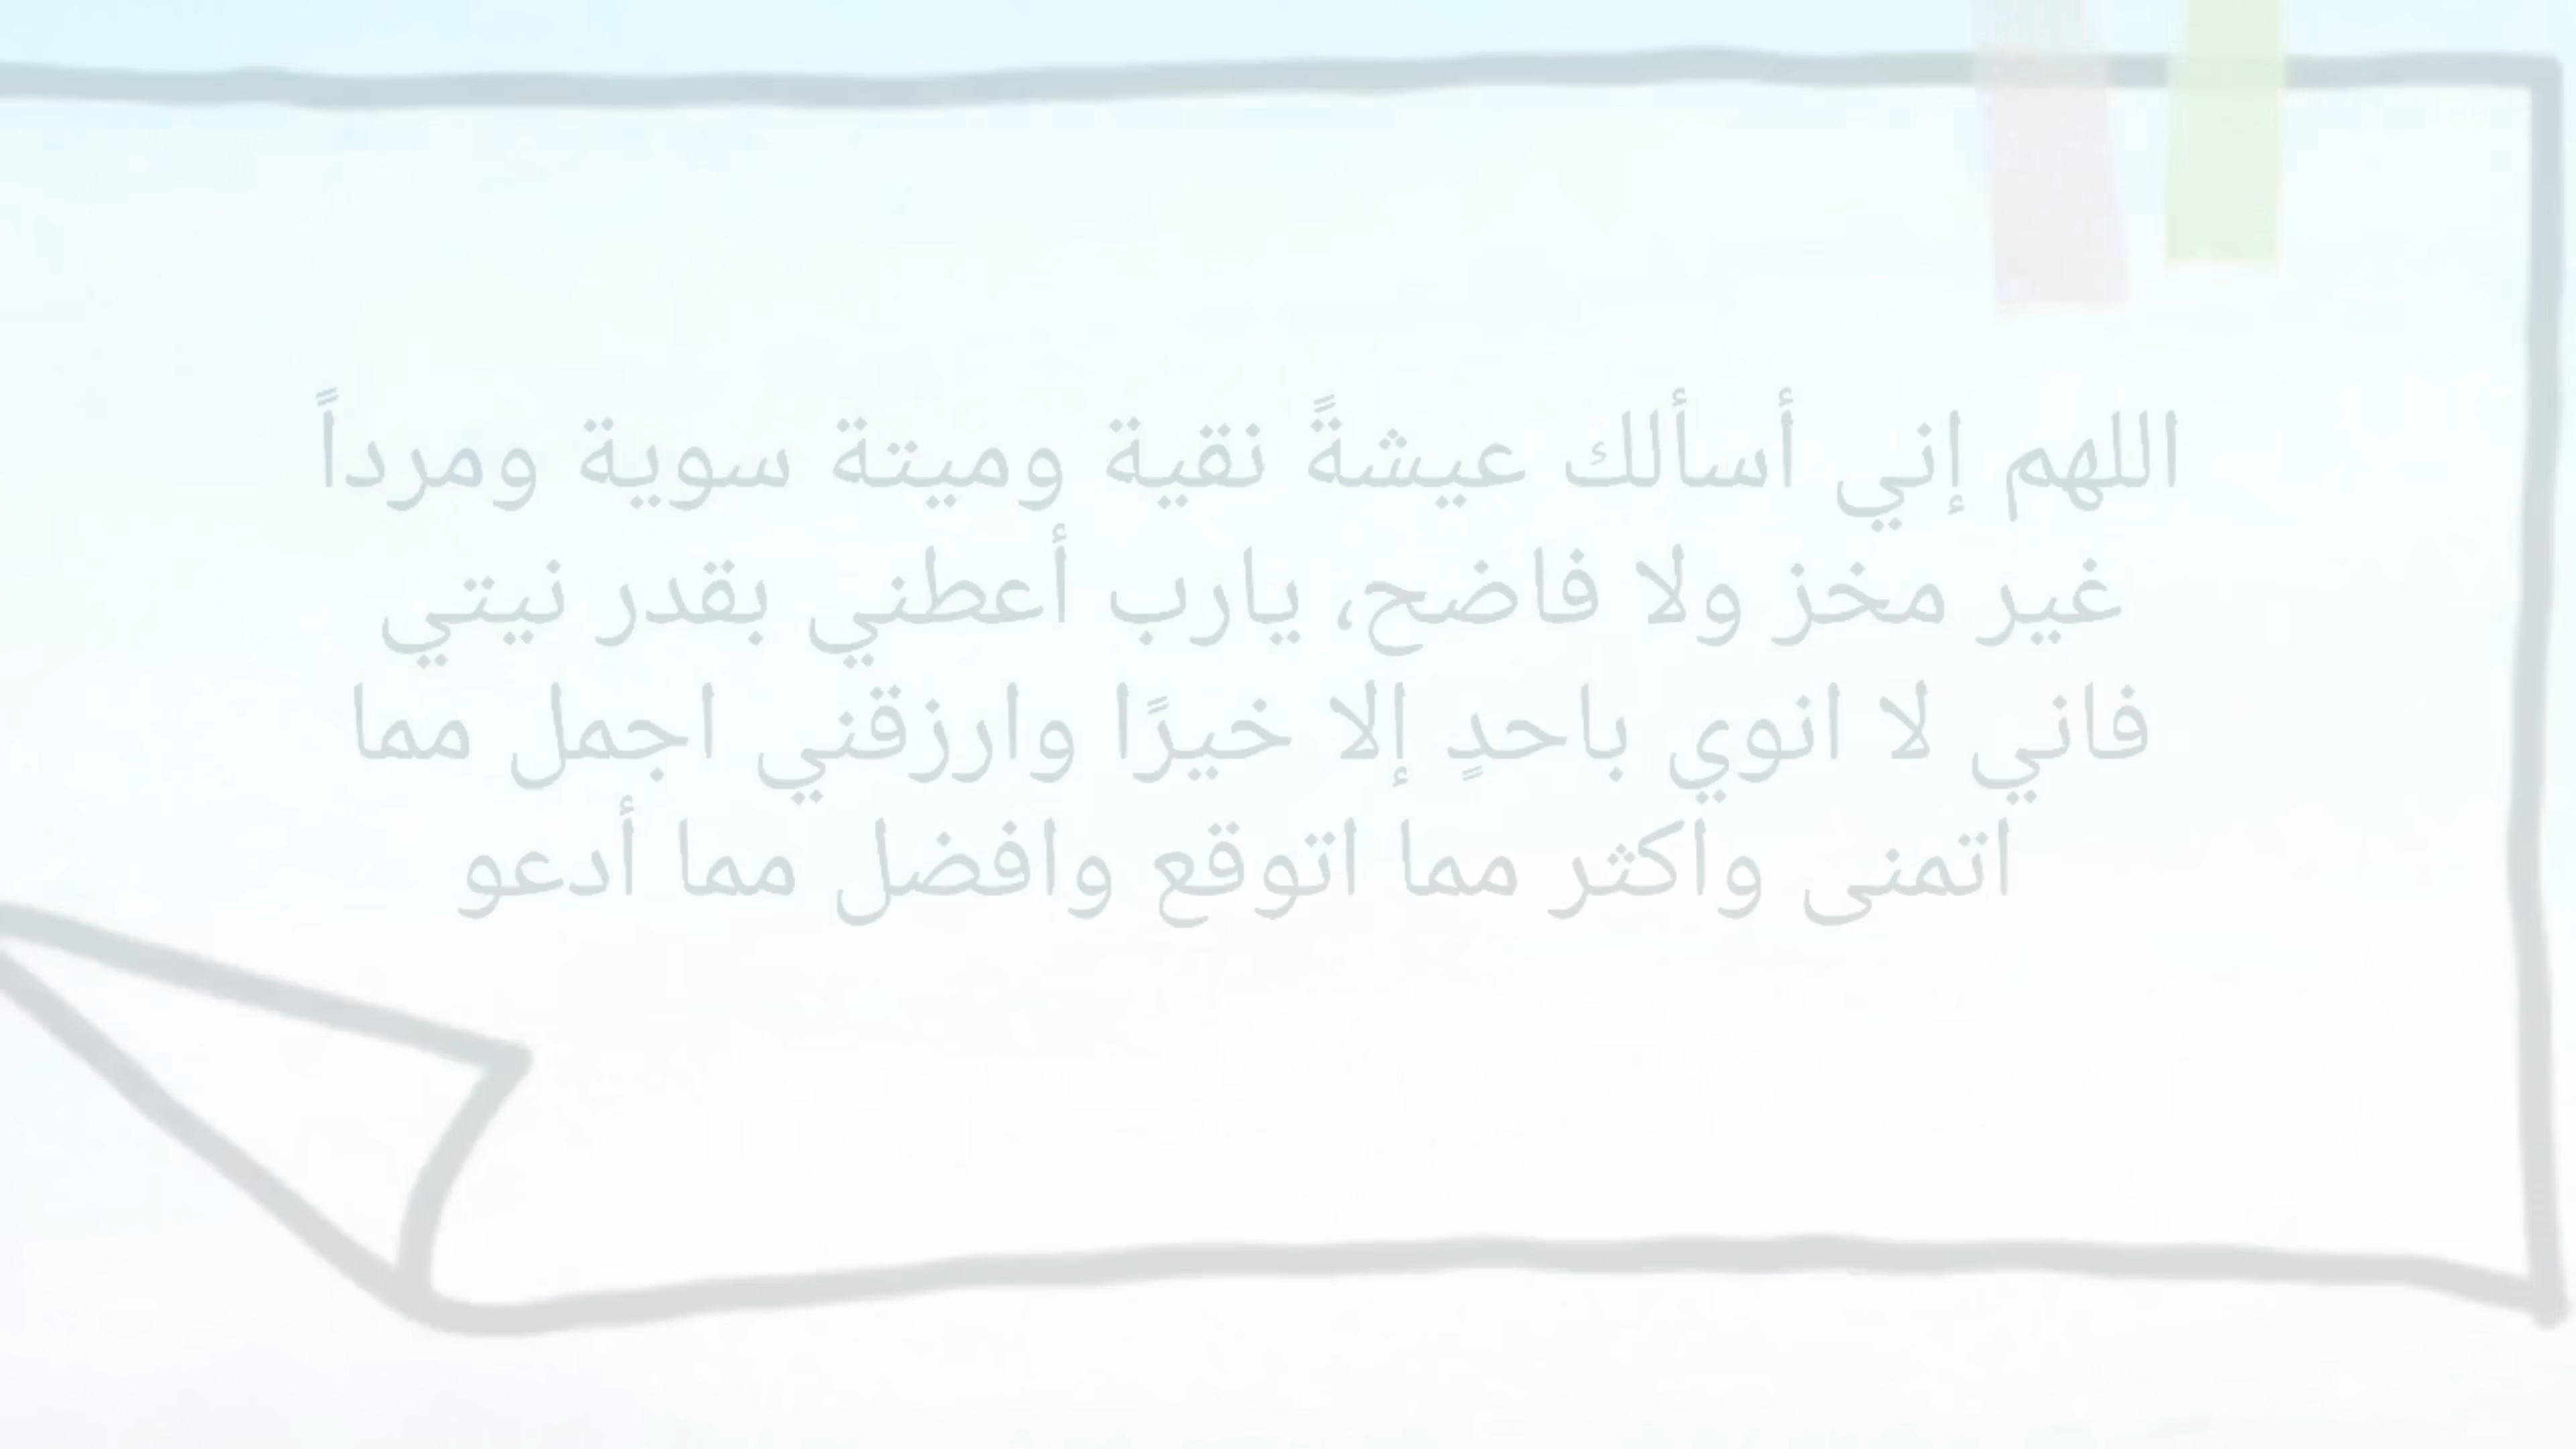 اللهم إني أسألك عيشةً نقية وميتة سوية ومرداً
غير مخز ولا فاضح، يارب أعطني بقدر نيتي
فاني لا انوي باحدٍ إلا خيرًا وارزقني اجمل مما
اتمنى واكثر مما اتوقع وافضل مما أدعو